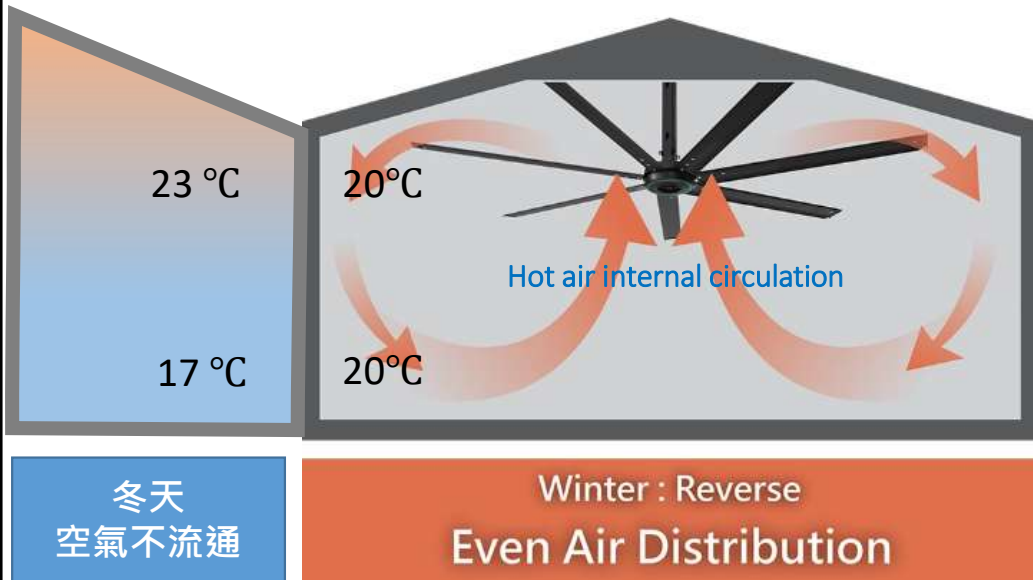 23 ℃
17 ℃
20℃
20℃
Hot air internal circulation
冬天
空氣不流通
Winter : Reverse
Even Air Distribution